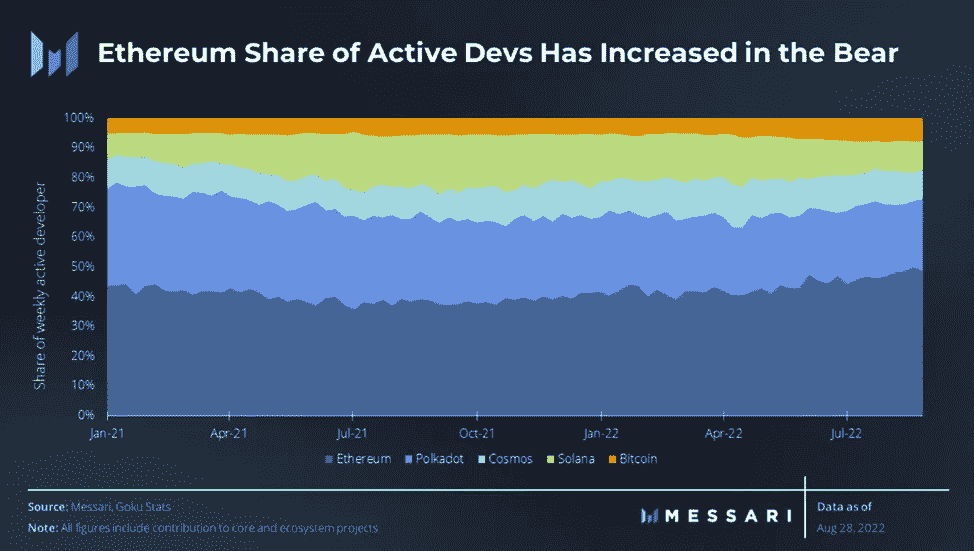 Ethereum Share of Active Devs Has Increased in the Bear
Share of weekly active developer
100%
90%
80%
70%
60%
50%
40%
30%
20%
10%
0%
Jan-21 Apr-21 Jul-21 Oct-21 Jan-22 Apr-22 Jul-22
Ethereum Polkadot Cosmos Solana Bitcoin
Source: Messari, Goku Stats
Note: All figures include contribution to core and ecosystem projects
MESSARI
Data as of
Aug 28, 2022